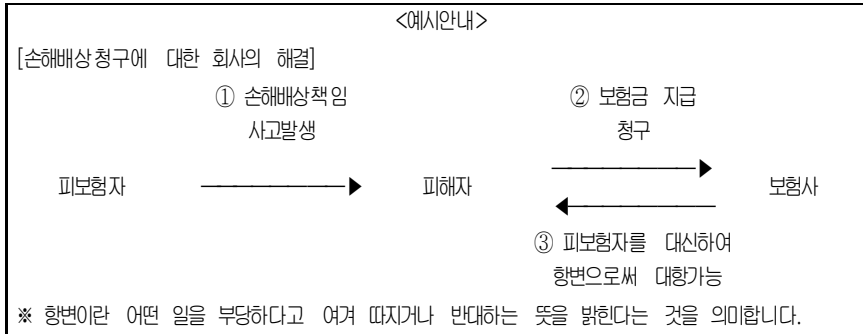 <예시안내>
[손해배상청구에 대한 회사의 해결]
① 손해배상책임 ② 보험금 지급
사고발생 청구
피보험자 피해자 보험사
③ 피보험자를 대신하여
항변으로써 대항가능
※ 항변이란 어떤 일을 부당하다고 여겨 따지거나 반대하는 뜻을 밝힌다는 것을 의미합니다.